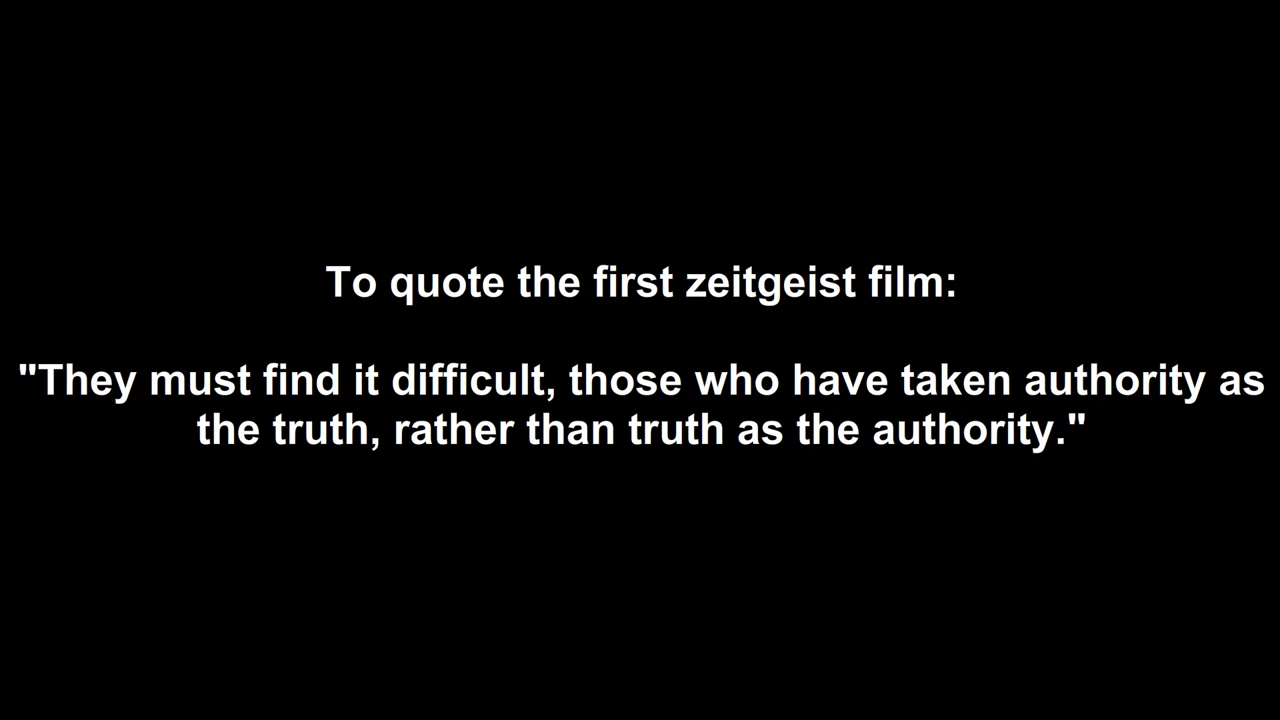 To quote the first zeitgeist film:
"They must find it difficult, those who have taken authority as
the truth, rather than truth as the authority."